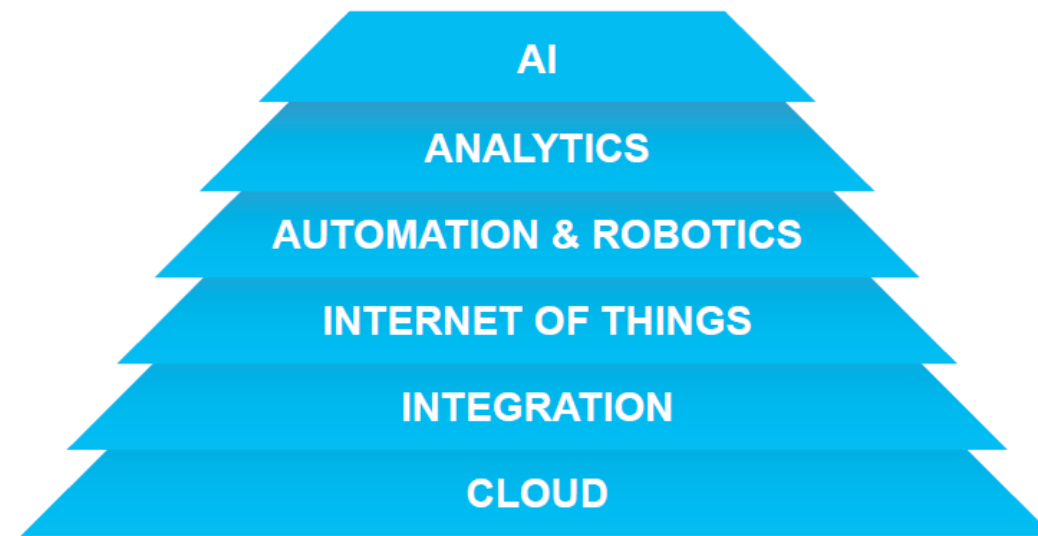 AI
ANALYTICS
AUTOMATION & ROBOTICS
INTERNET OF THINGS
INTEGRATION
CLOUD